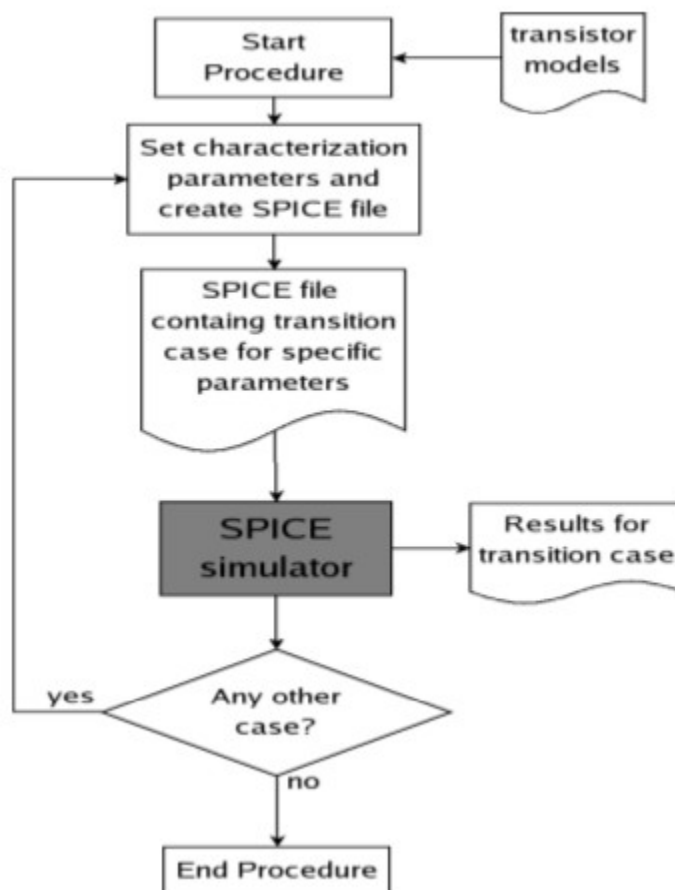 Start
Procedure
transistor
models
Set characterization
parameters and
create SPICE file
SPICE file
containg transition
case for specific
parameters
SPICE
simulator
Results for
transition case
yes
Any other
case?
no
End Procedure